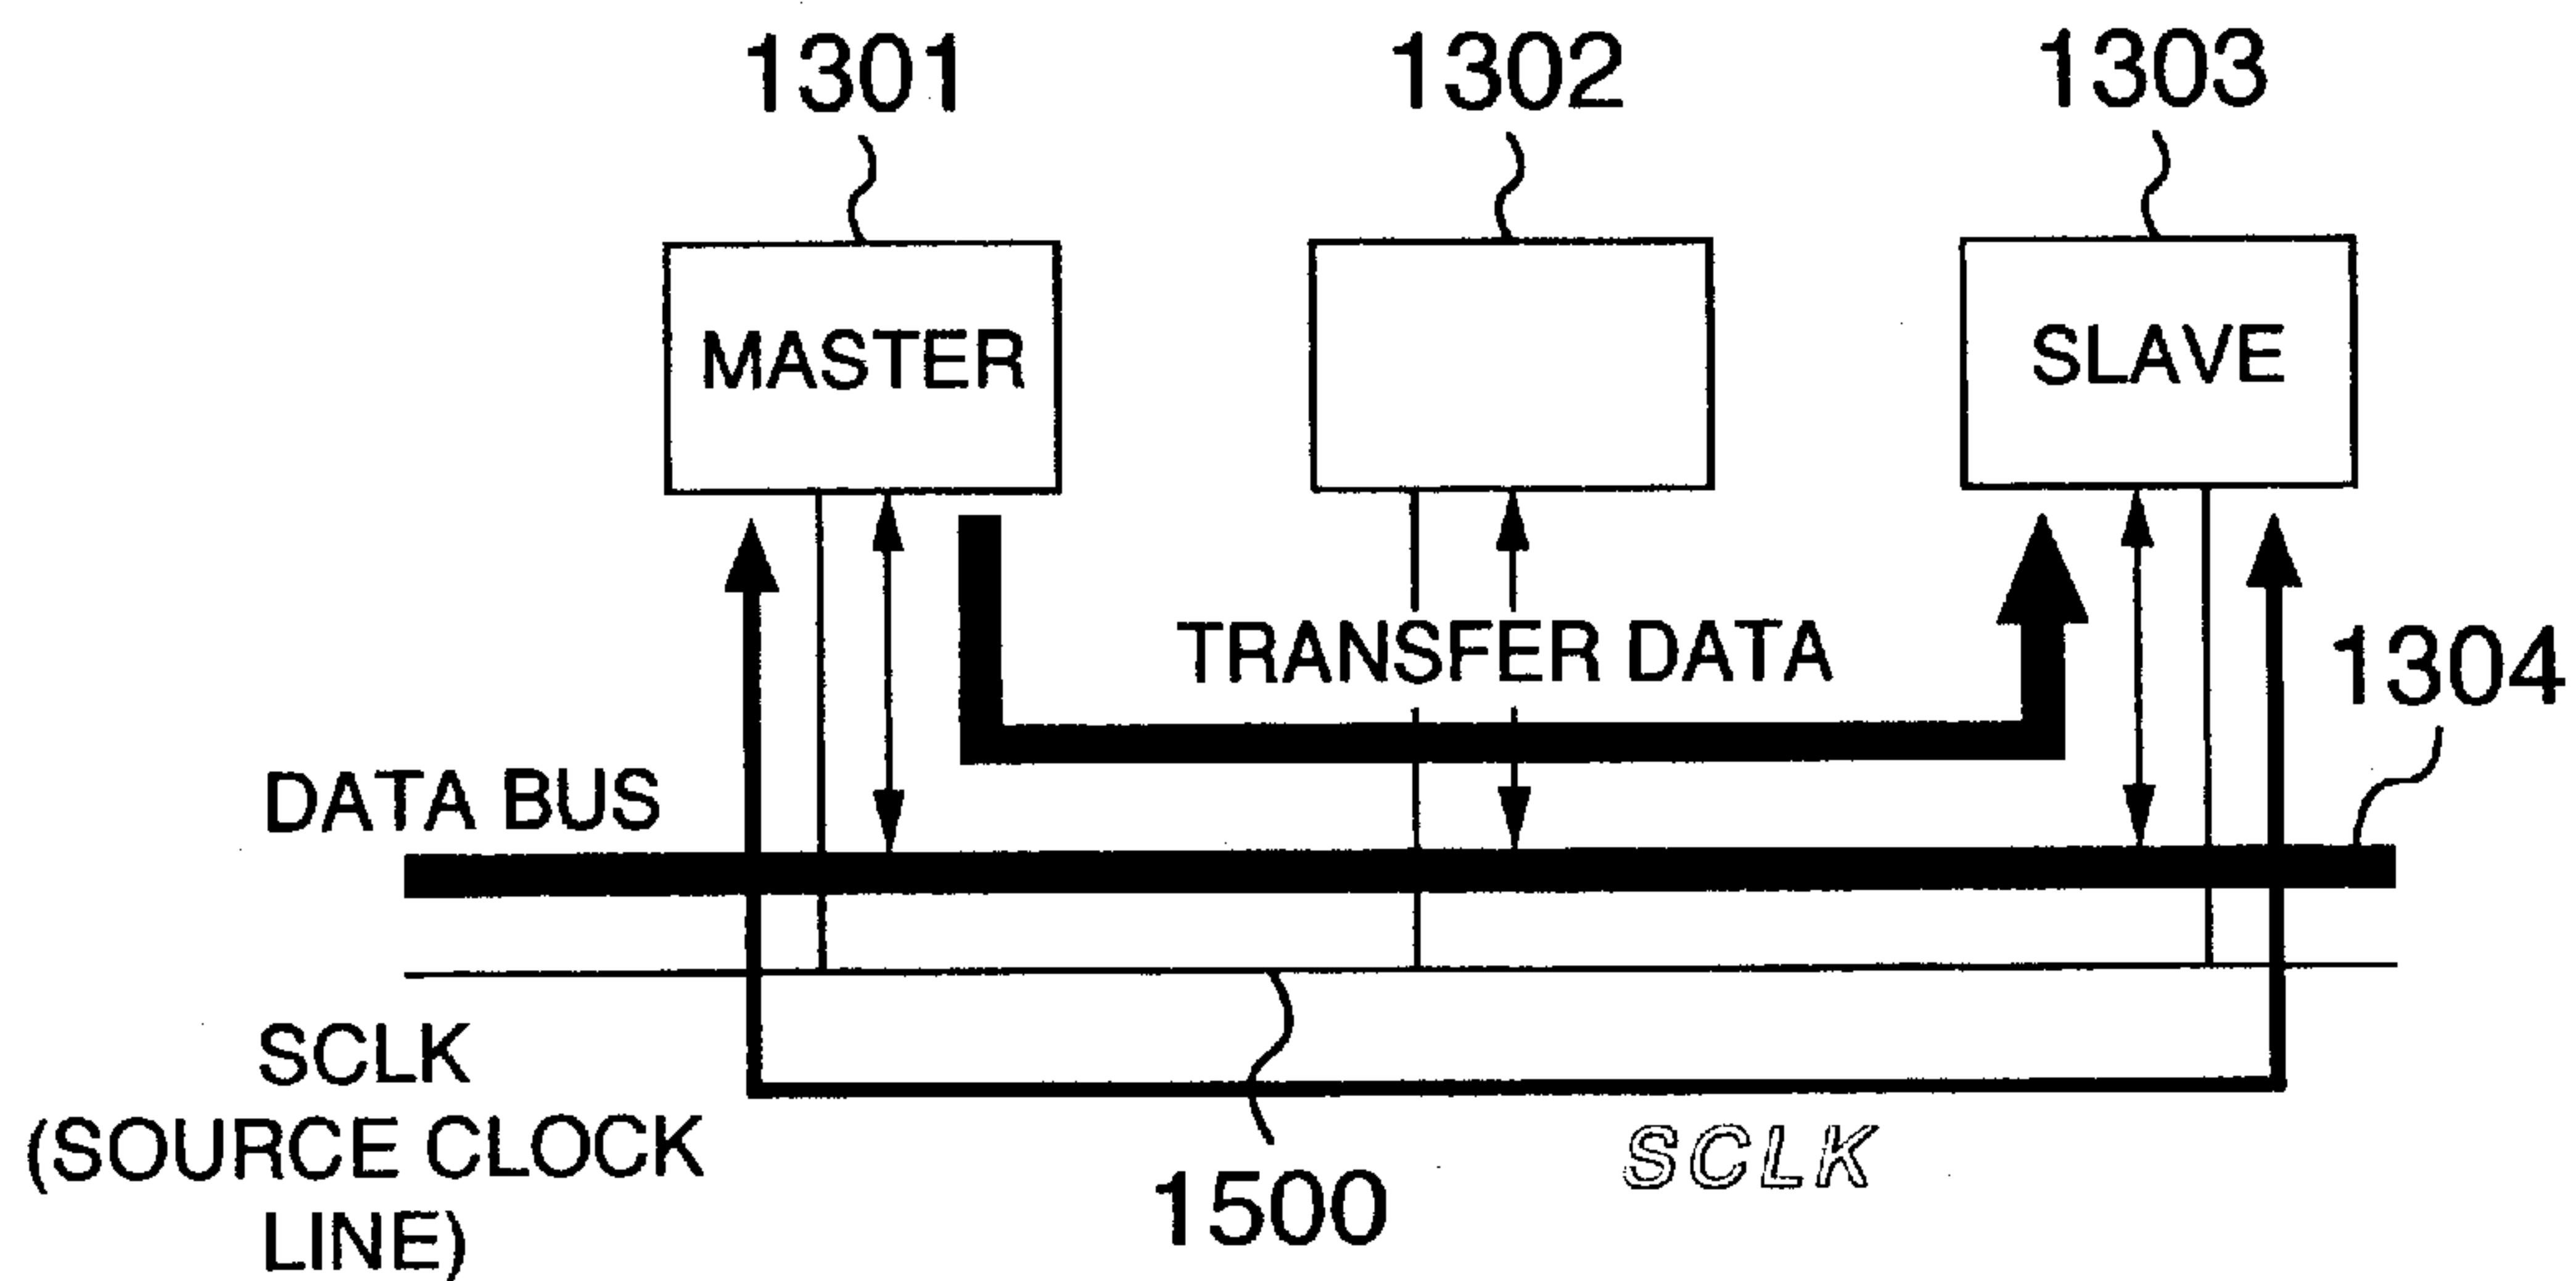 1301
1302
1303
MASTER
SLAVE
TRANSFER DATA
1304
DATA BUS
SCLK
(SOURCE CLOCK
LINE)
SCLK
1500